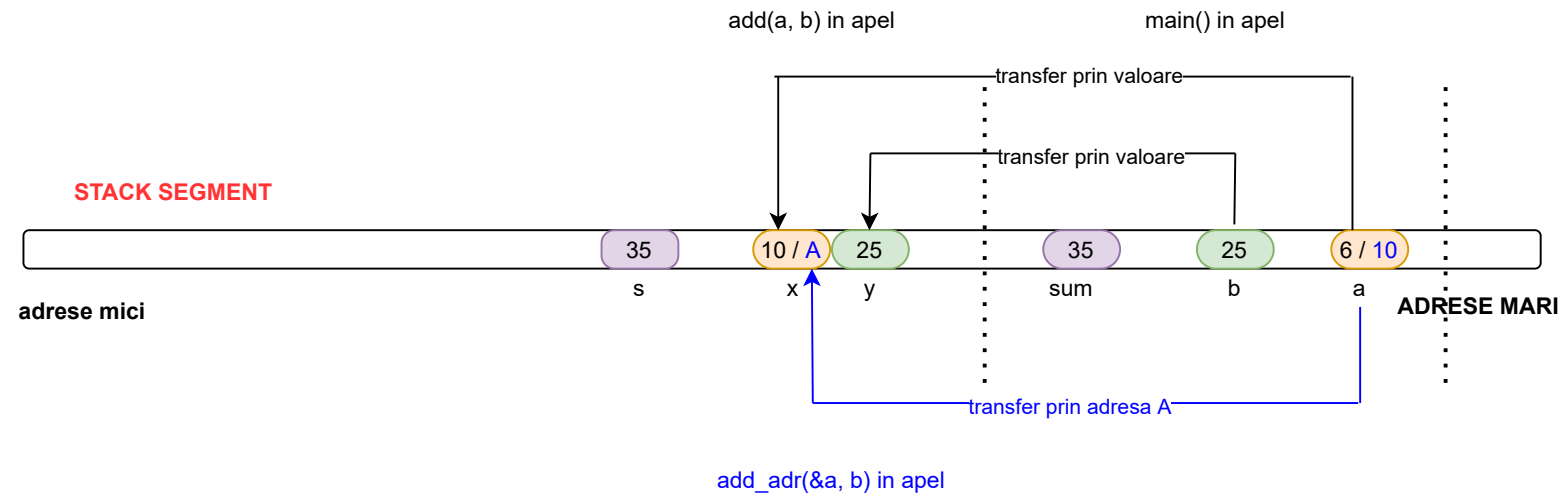 add(a, b) in apel
main() in apel
transfer prin valoare
transfer prin valoare
STACK SEGMENT
35
10 / A
25
35
25
6 / 10
s
x
y
sum
b
a
adrese mici
ADRESE MARI
transfer prin adresa A
add_adr(&a, b) in apel